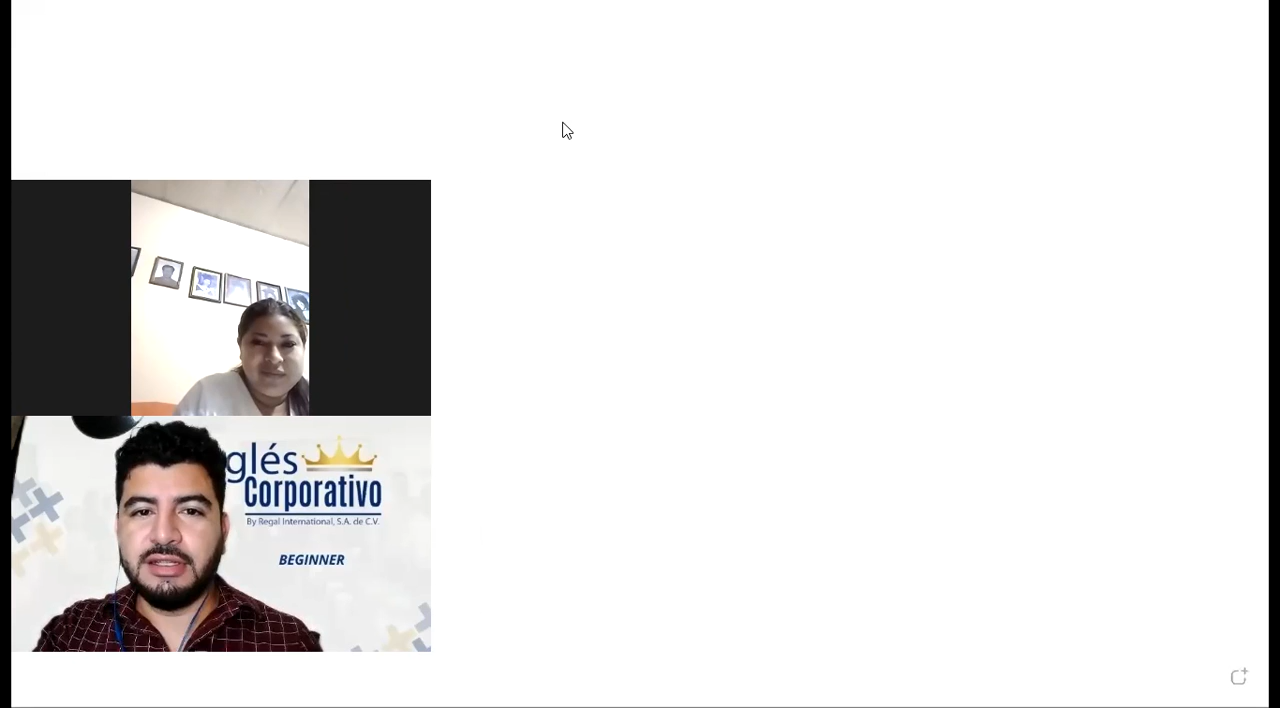 glés
Corporativo
By Regal International, S.A. de C.V.
BEGINNER